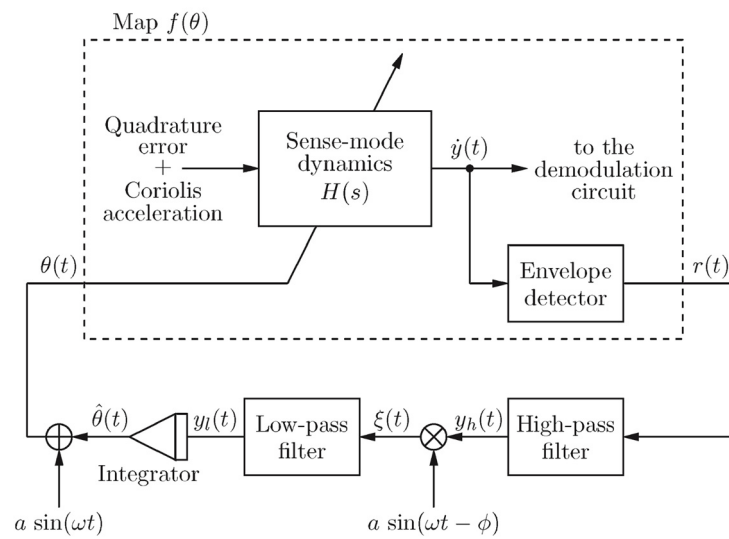 Map f(θ)
Quadrature
error
+
Coriolis
acceleration
Sense-mode
dynamics
H(s)
ẏ(t)
to the
demodulation
circuit
θ(t)
Envelope
detector
r(t)
θ̂(t)
Integrator
y_l(t)
Low-pass
filter
ξ(t)
y_h(t)
High-pass
filter
a sin(ωt)
a sin(ωt − ϕ)